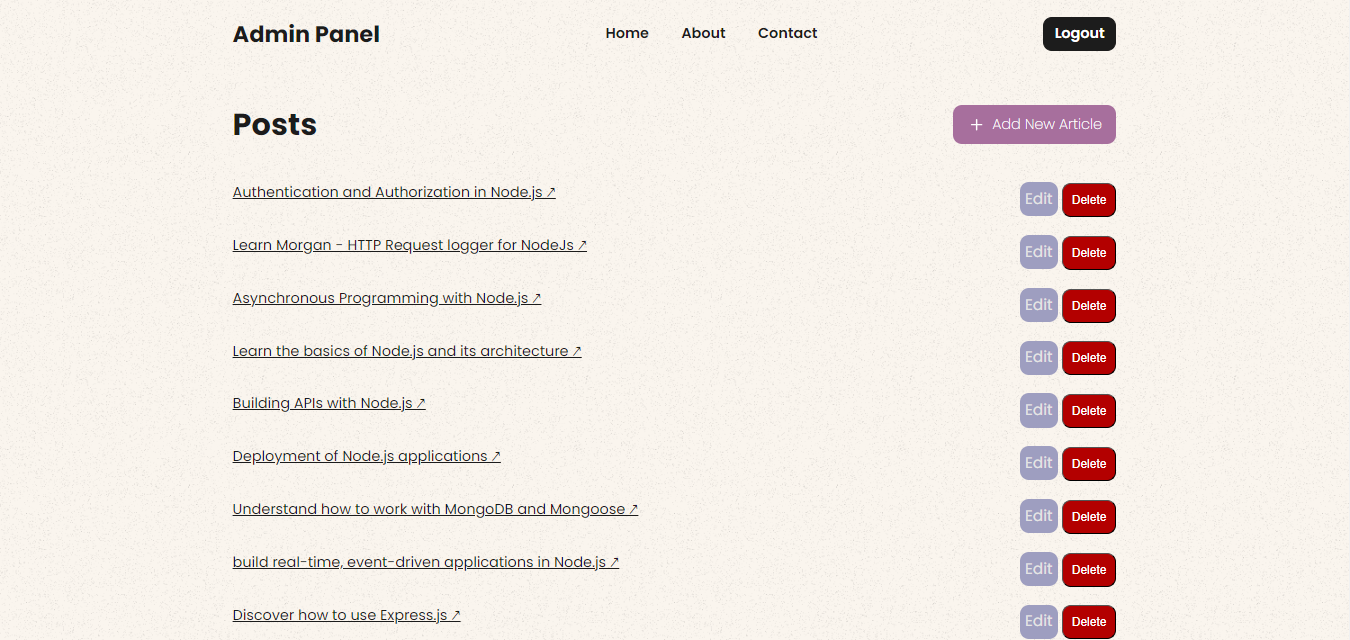 Admin Panel Home About Contact Logout
Posts + Add New Article
Authentication and Authorization in Node.js ↗ Edit Delete
Learn Morgan - HTTP Request logger for NodeJs ↗ Edit Delete
Asynchronous Programming with Node.js ↗ Edit Delete
Learn the basics of Node.js and its architecture ↗ Edit Delete
Building APIs with Node.js ↗ Edit Delete
Deployment of Node.js applications ↗ Edit Delete
Understand how to work with MongoDB and Mongoose ↗ Edit Delete
build real-time, event-driven applications in Node.js ↗ Edit Delete
Discover how to use Express.js ↗ Edit Delete